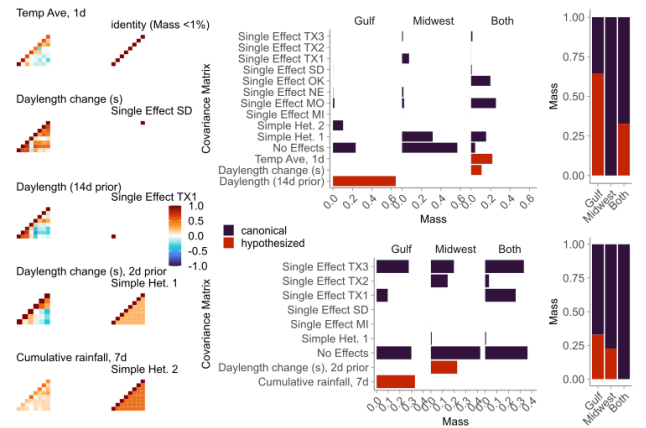 Temp Ave, 1d
identity (Mass <1%)
Daylength change (s)
Single Effect SD
Daylength (14d prior)
Single Effect TX1
1.0
0.5
0.0
-0.5
-1.0
Daylength change (s), 2d prior
Simple Het. 1
Cumulative rainfall, 7d
Simple Het. 2
Gulf Midwest Both
Covariance Matrix
Single Effect TX3
Single Effect TX2
Single Effect TX1
Single Effect SD
Single Effect OK
Single Effect NE
Single Effect MO
Single Effect MI
Simple Het. 2
Simple Het. 1
No Effects
Temp Ave, 1d
Daylength change (s)
Daylength (14d prior)
0.0 0.2 0.4 0.6 0.0 0.2 0.4 0.6 0.0 0.2 0.4 0.6
Mass
canonical
hypothesized
Mass
1.00
0.75
0.50
0.25
0.00
Gulf Midwest Both
Gulf Midwest Both
Covariance Matrix
Single Effect TX3
Single Effect TX2
Single Effect TX1
Single Effect SD
Single Effect MI
Simple Het. 1
No Effects
Daylength change (s), 2d prior
Cumulative rainfall, 7d
0.0 0.1 0.2 0.3 0.4 0.0 0.1 0.2 0.3 0.4 0.0 0.1 0.2 0.3 0.4
Mass
Mass
1.00
0.75
0.50
0.25
0.00
Gulf Midwest Both